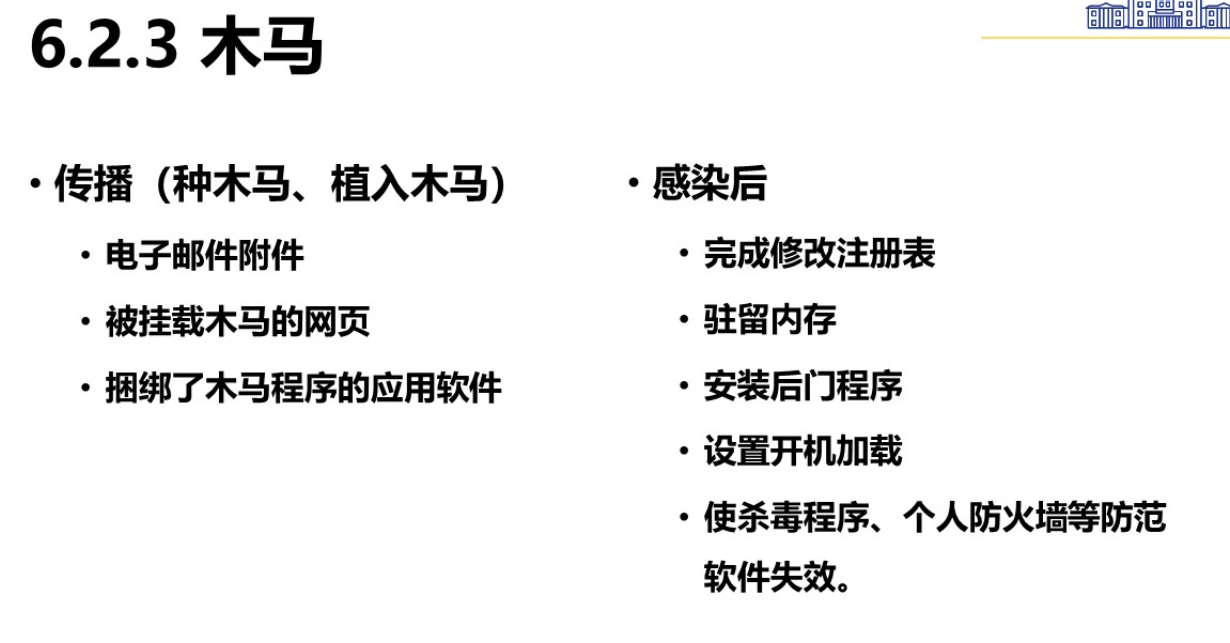 6.2.3 木马
• 传播（种木马、植入木马）
• 电子邮件附件
• 被挂载木马的网页
• 捆绑了木马程序的应用软件
• 感染后
• 完成修改注册表
• 驻留内存
• 安装后门程序
• 设置开机加载
• 使杀毒程序、个人防火墙等防范
软件失效。